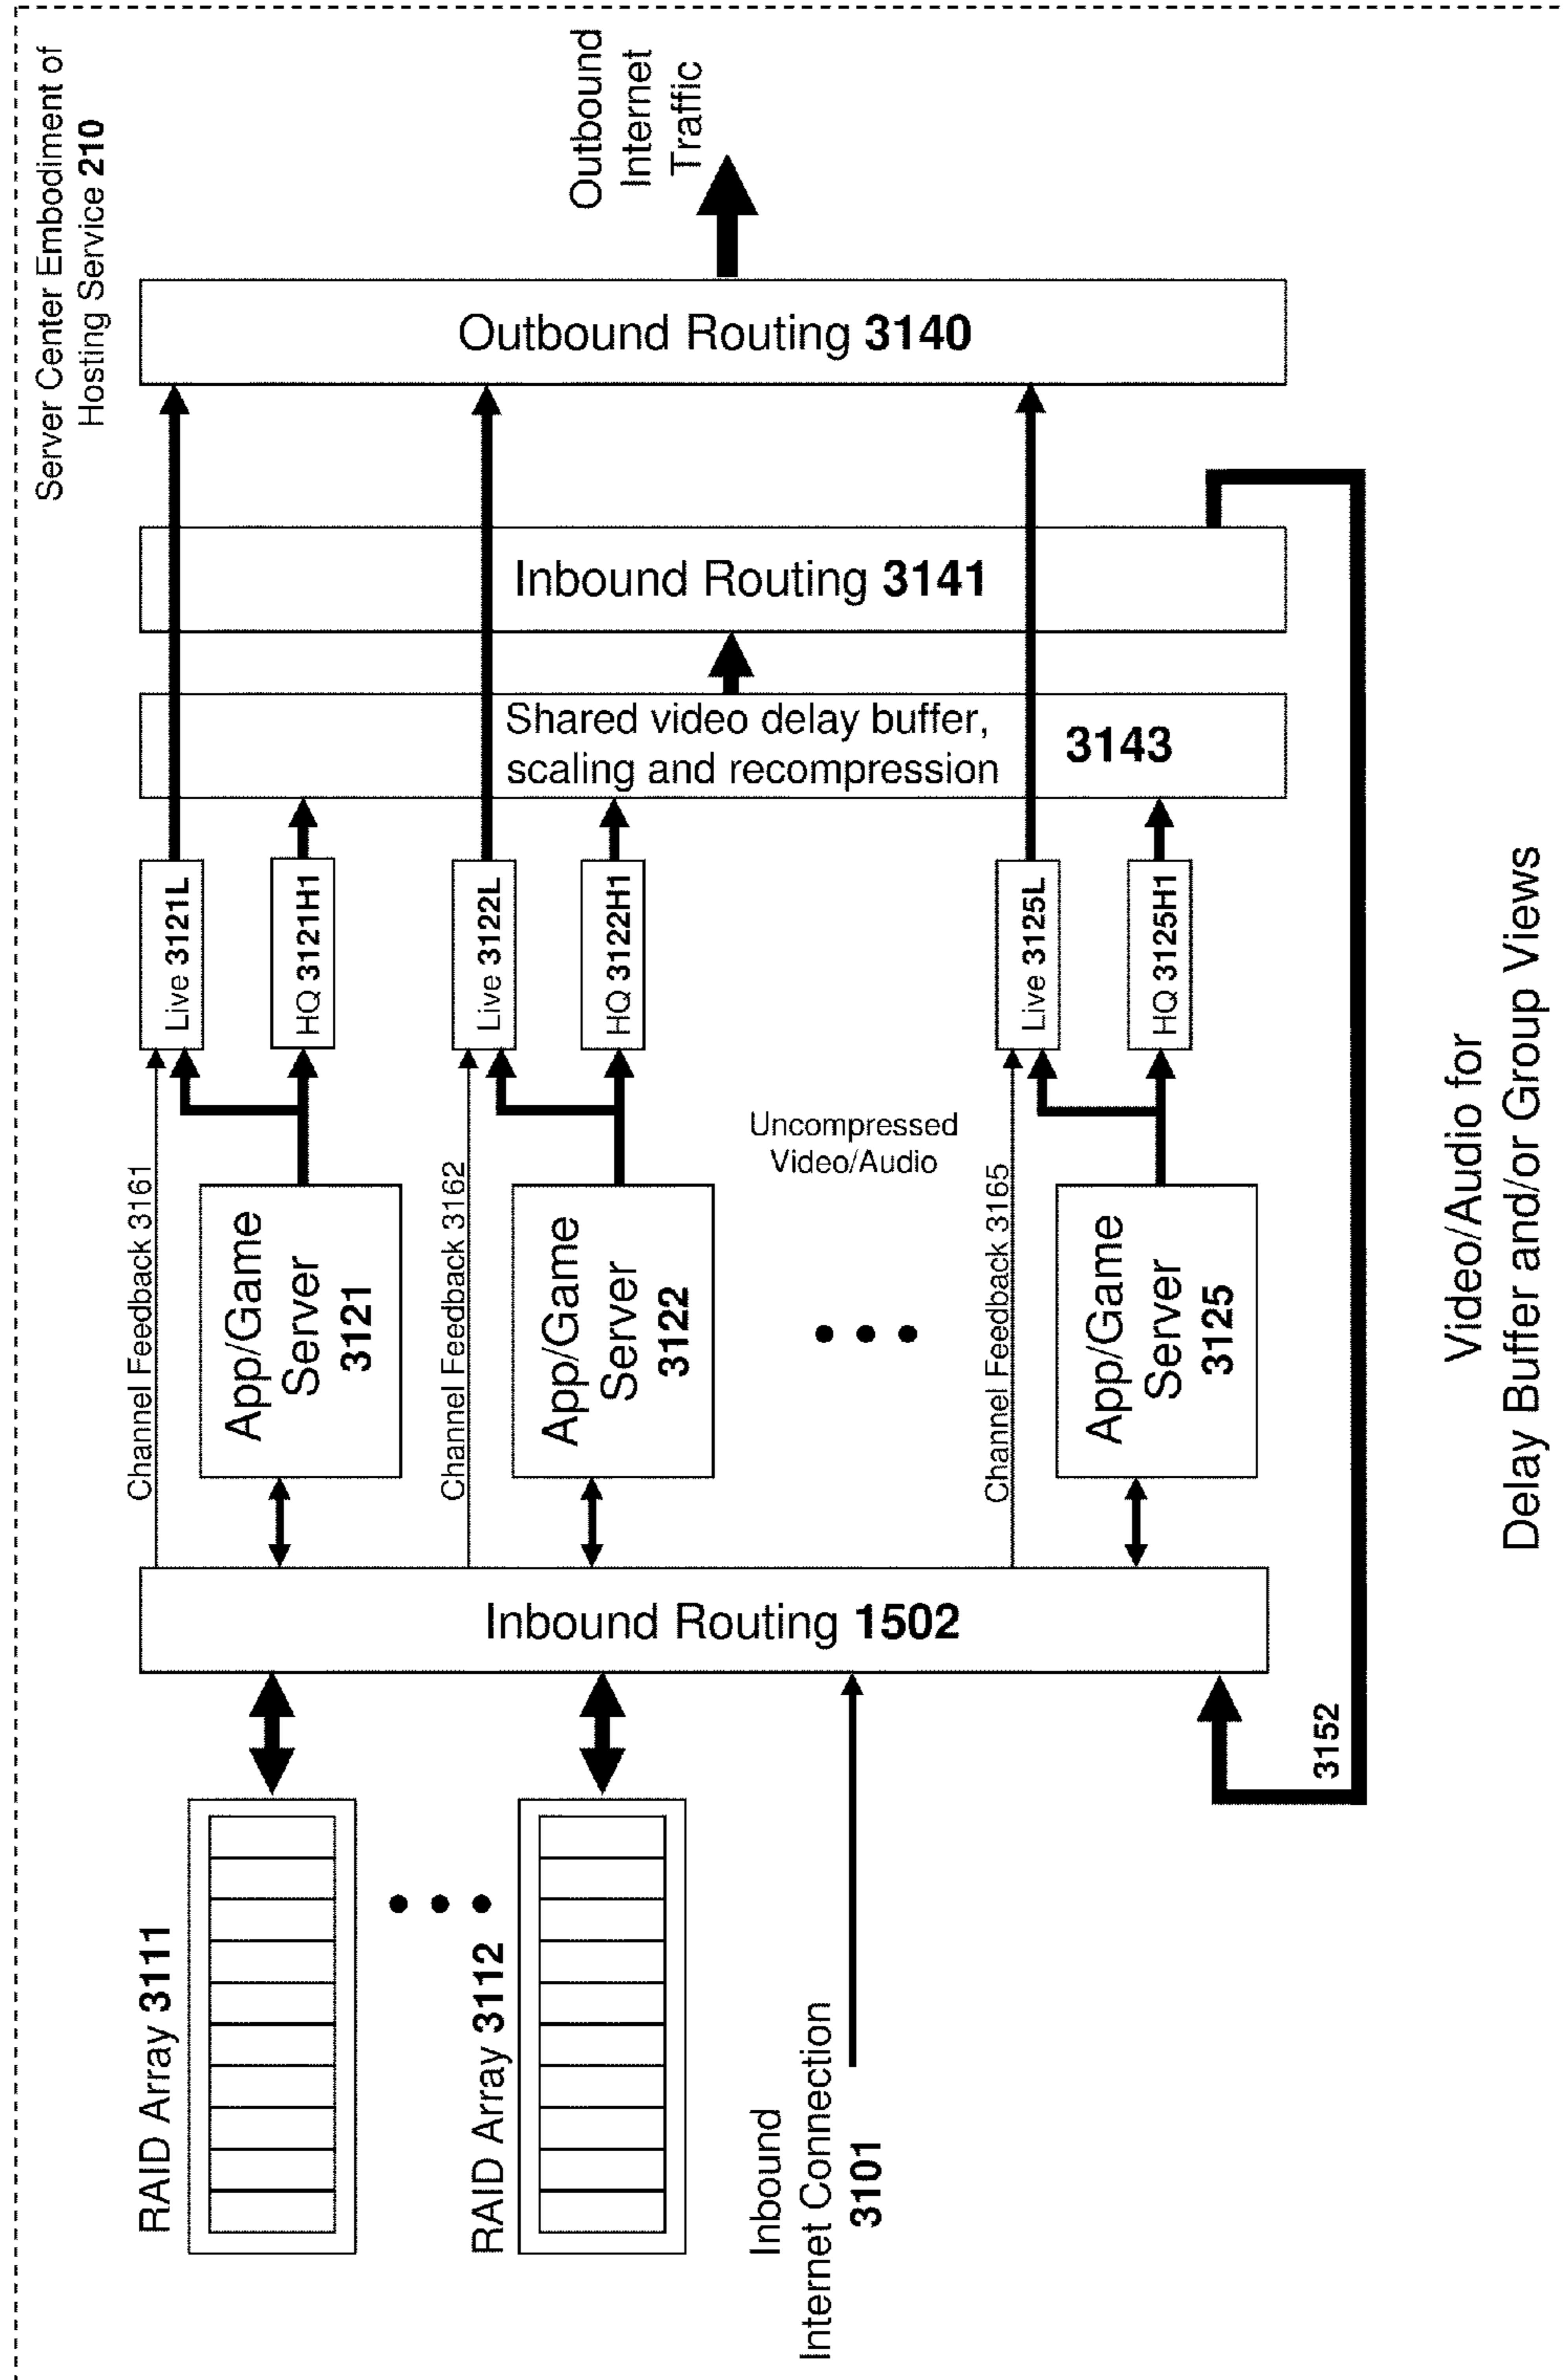 Server Center Embodiment of
Hosting Service 210
RAID Array 3111
RAID Array 3112
Inbound
Internet Connection
3101
Inbound Routing 1502
3152
Channel Feedback 3161
App/Game
Server
3121
Channel Feedback 3162
App/Game
Server
3122
Uncompressed
Video/Audio
Channel Feedback 3165
App/Game
Server
3125
Live 3121L
HQ 3121H1
Live 3122L
HQ 3122H1
Live 3125L
HQ 3125H1
Shared video delay buffer,
scaling and recompression
3143
Inbound Routing 3141
Outbound Routing 3140
Outbound
Internet
Traffic
Video/Audio for
Delay Buffer and/or Group Views